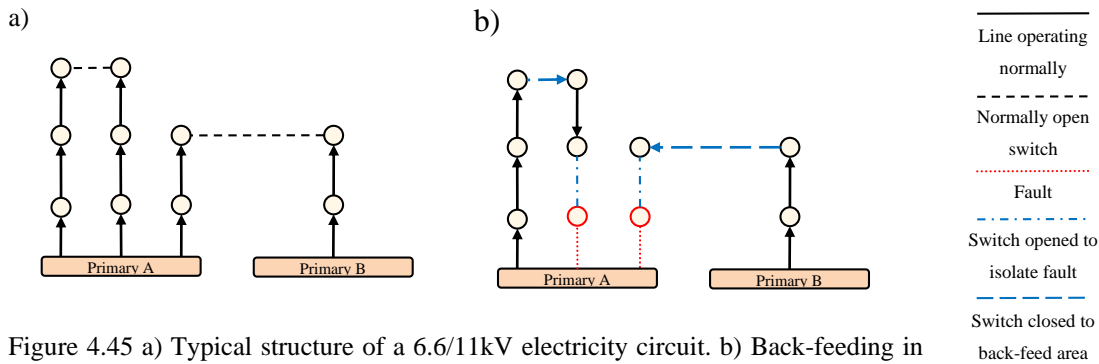 a)
b)
Primary A
Primary B
Primary A
Primary B
Line operating
normally
Normally open
switch
Fault
Switch opened to
isolate fault
Switch closed to
back-feed area
Figure 4.45 a) Typical structure of a 6.6/11kV electricity circuit. b) Back-feeding in